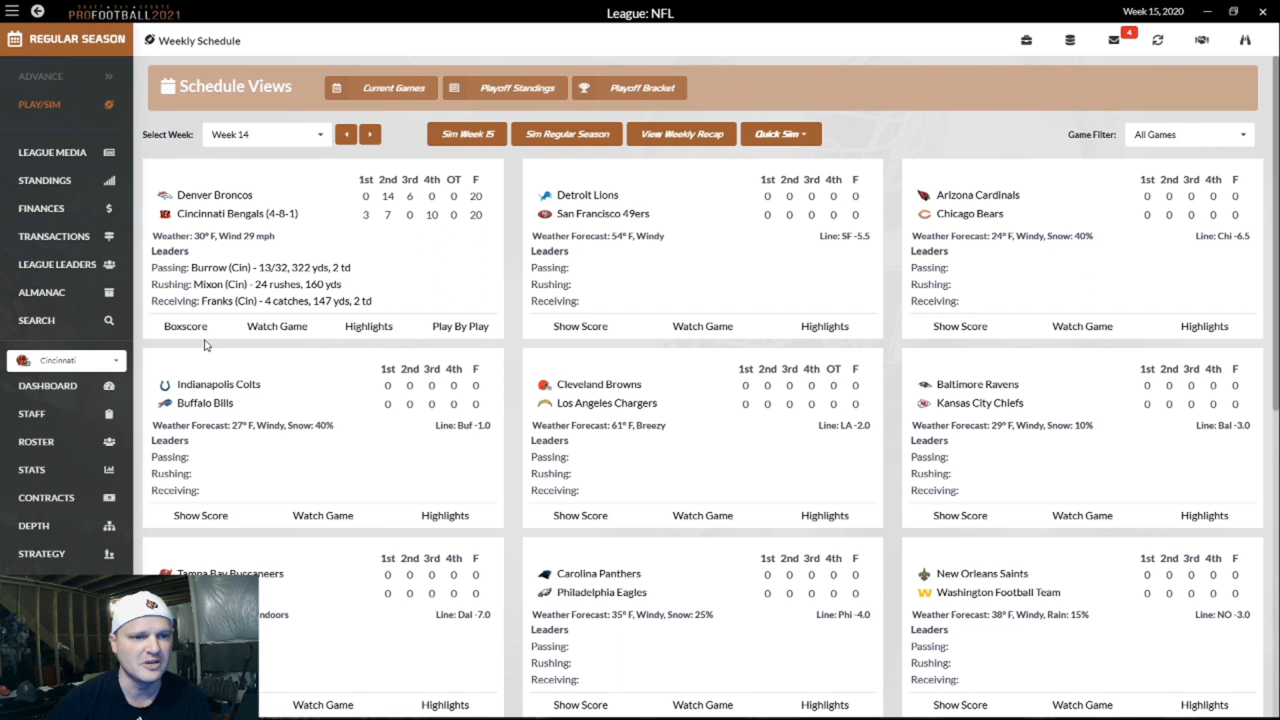 DRAFT DAY SPORTS
PROFOOTBALL2021
League: NFL
Week 15, 2020
REGULAR SEASON
Weekly Schedule
4
ADVANCE
PLAY/SIM
LEAGUE MEDIA
STANDINGS
FINANCES
TRANSACTIONS
LEAGUE LEADERS
ALMANAC
SEARCH
Cincinnati
DASHBOARD
STAFF
ROSTER
STATS
CONTRACTS
DEPTH
STRATEGY
Schedule Views
Current Games
Playoff Standings
Playoff Bracket
Select Week:
Week 14
Sim Week 15
Sim Regular Season
View Weekly Recap
Quick Sim
Game Filter:
All Games
1st 2nd 3rd 4th OT F
Denver Broncos 0 14 6 0 0 20
Cincinnati Bengals (4-8-1) 3 7 0 10 0 20
Weather: 30° F, Wind 29 mph
Leaders
Passing: Burrow (Cin) - 13/32, 322 yds, 2 td
Rushing: Mixon (Cin) - 24 rushes, 160 yds
Receiving: Franks (Cin) - 4 catches, 147 yds, 2 td
Boxscore Watch Game Highlights Play By Play
1st 2nd 3rd 4th F
Detroit Lions 0 0 0 0 0
San Francisco 49ers 0 0 0 0 0
Weather Forecast: 54° F, Windy Line: SF -5.5
Leaders
Passing:
Rushing:
Receiving:
Show Score Watch Game Highlights
1st 2nd 3rd 4th F
Arizona Cardinals 0 0 0 0 0
Chicago Bears 0 0 0 0 0
Weather Forecast: 24° F, Windy, Snow: 40% Line: Chi -6.5
Leaders
Passing:
Rushing:
Receiving:
Show Score Watch Game Highlights
1st 2nd 3rd 4th F
Indianapolis Colts 0 0 0 0 0
Buffalo Bills 0 0 0 0 0
Weather Forecast: 27° F, Windy, Snow: 40% Line: Buf -1.0
Leaders
Passing:
Rushing:
Receiving:
Show Score Watch Game Highlights
1st 2nd 3rd 4th OT F
Cleveland Browns 0 0 0 0 0 0
Los Angeles Chargers 0 0 0 0 0 0
Weather Forecast: 61° F, Breezy Line: LA -2.0
Leaders
Passing:
Rushing:
Receiving:
Show Score Watch Game Highlights
1st 2nd 3rd 4th F
Baltimore Ravens 0 0 0 0 0
Kansas City Chiefs 0 0 0 0 0
Weather Forecast: 29° F, Windy, Snow: 10% Line: Bal -3.0
Leaders
Passing:
Rushing:
Receiving:
Show Score Watch Game Highlights
1st 2nd 3rd 4th F
Tampa Bay Buccaneers 0 0 0 0 0
0 0 0 0 0
Line: Dal -7.0
Watch Game Highlights
1st 2nd 3rd 4th F
Carolina Panthers 0 0 0 0 0
Philadelphia Eagles 0 0 0 0 0
Weather Forecast: 35° F, Windy, Snow: 25% Line: Phi -4.0
Leaders
Passing:
Rushing:
Receiving:
Show Score Watch Game Highlights
1st 2nd 3rd 4th F
New Orleans Saints 0 0 0 0 0
Washington Football Team 0 0 0 0 0
Weather Forecast: 38° F, Windy, Rain: 15% Line: NO -3.0
Leaders
Passing:
Rushing:
Receiving:
Show Score Watch Game Highlights